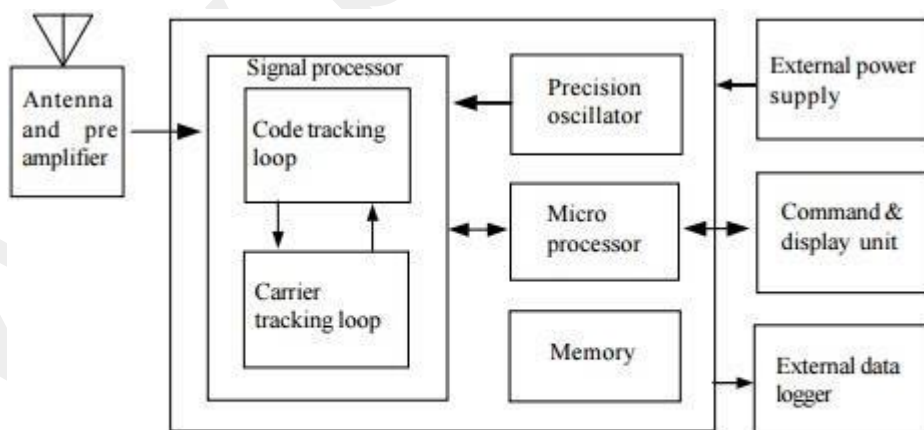 Antenna
and pre
amplifier
Signal processor
Code tracking
loop
Carrier
tracking loop
Precision
oscillator
Micro
processor
Memory
External power
supply
Command &
display unit
External data
logger